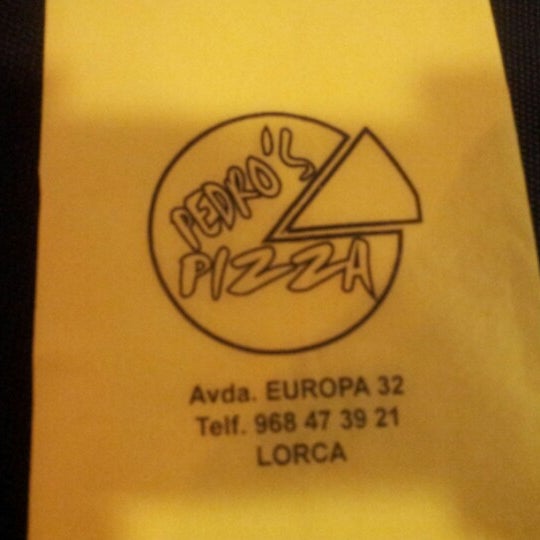 PEDRO'S
PIZZA
Avda. EUROPA 32
Telf. 968 47 39 21
LORCA